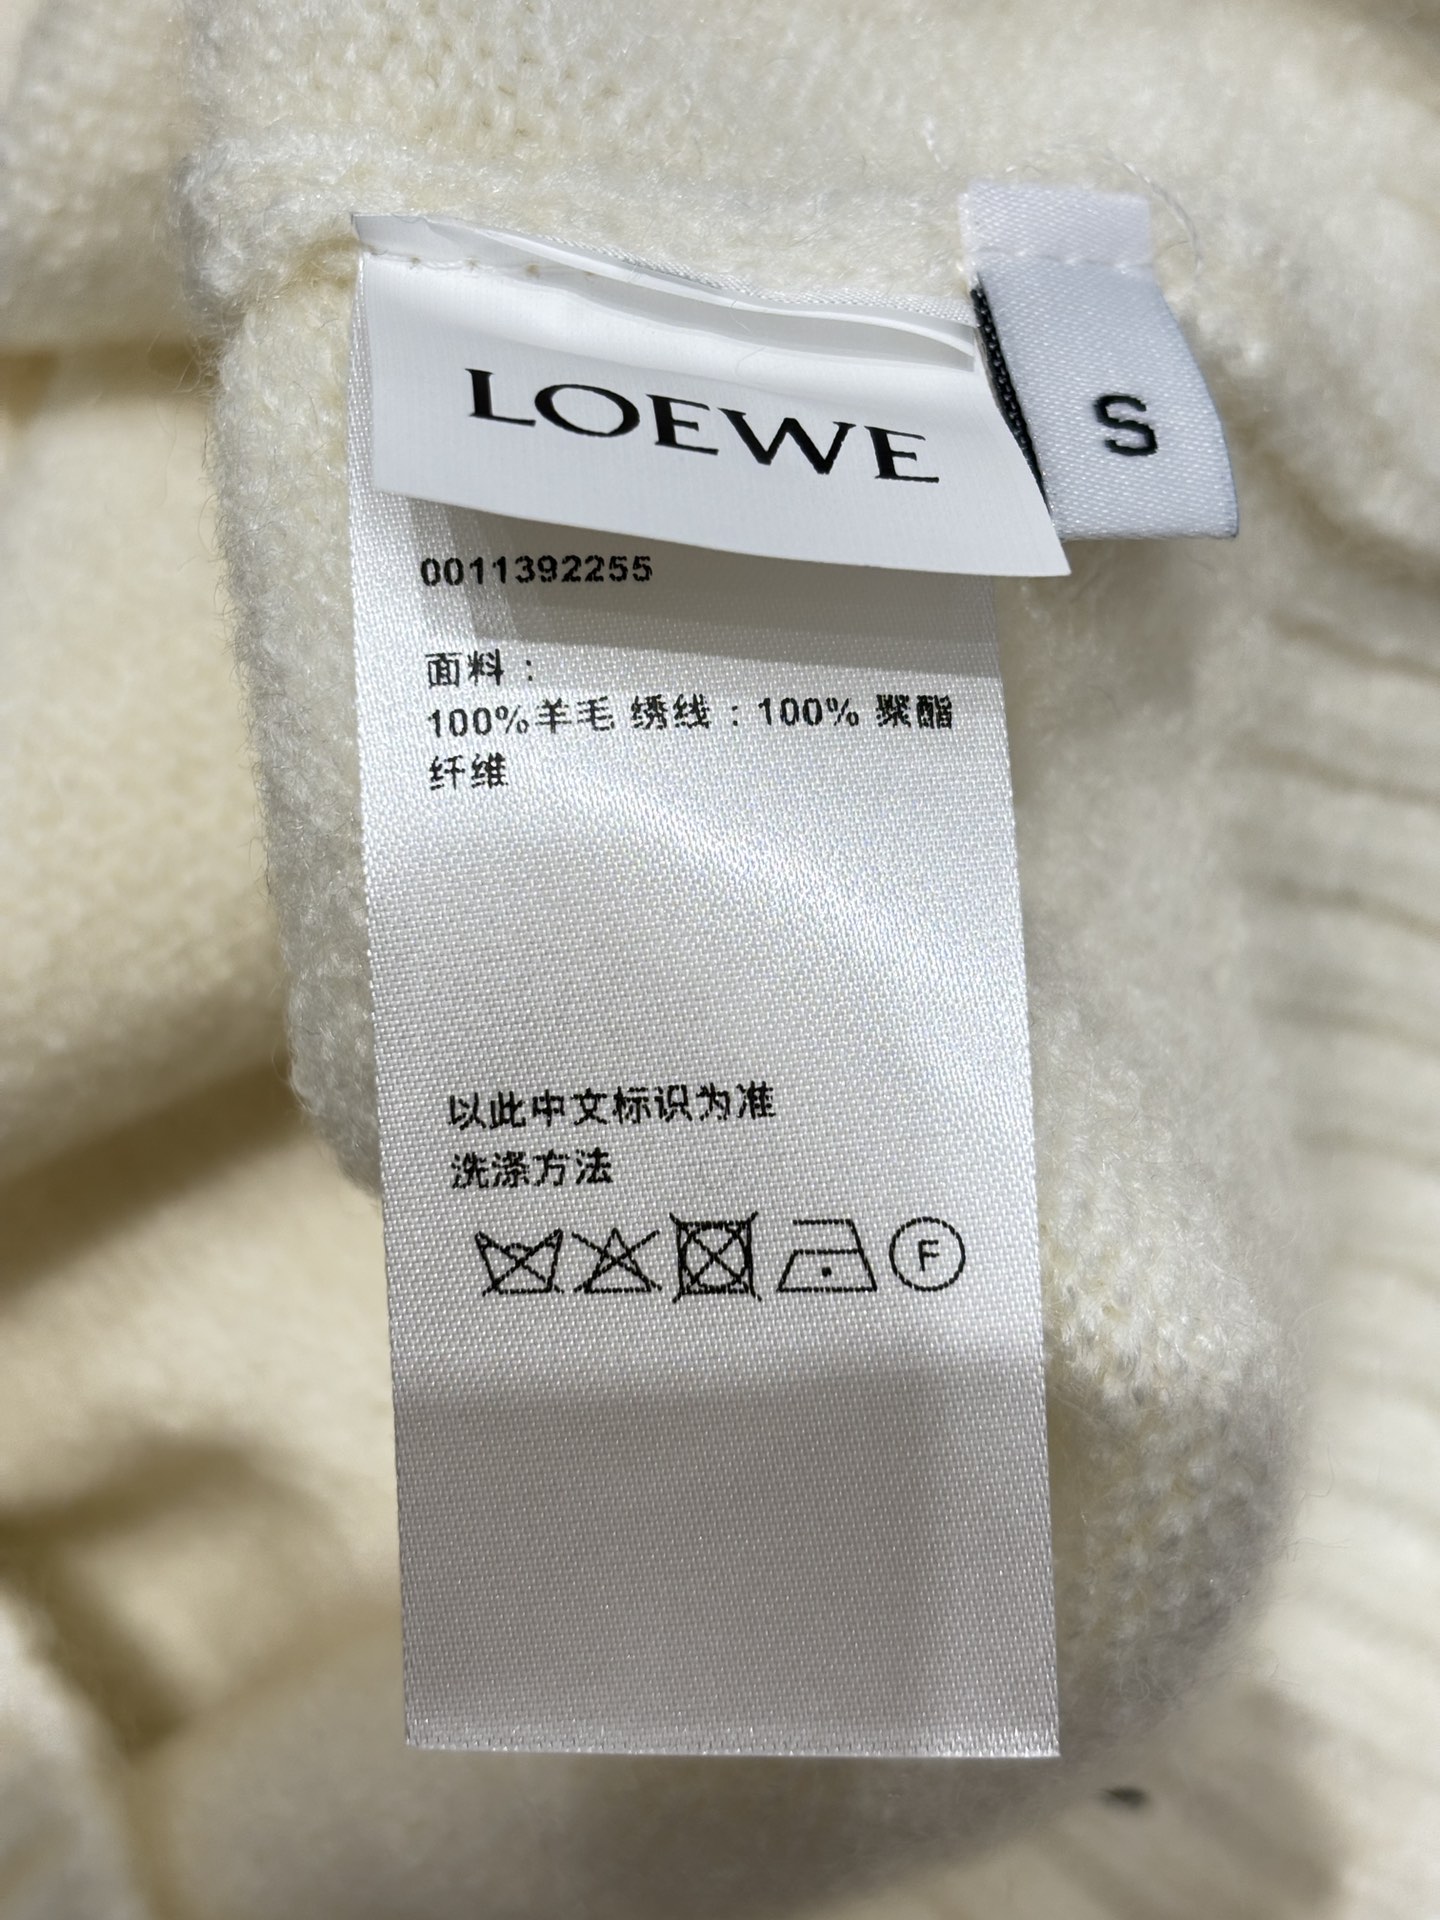 LOEWE
S
0011392255
面料：
100%羊毛 绣线：100% 聚酯
纤维
以此中文标识为准
洗涤方法
F